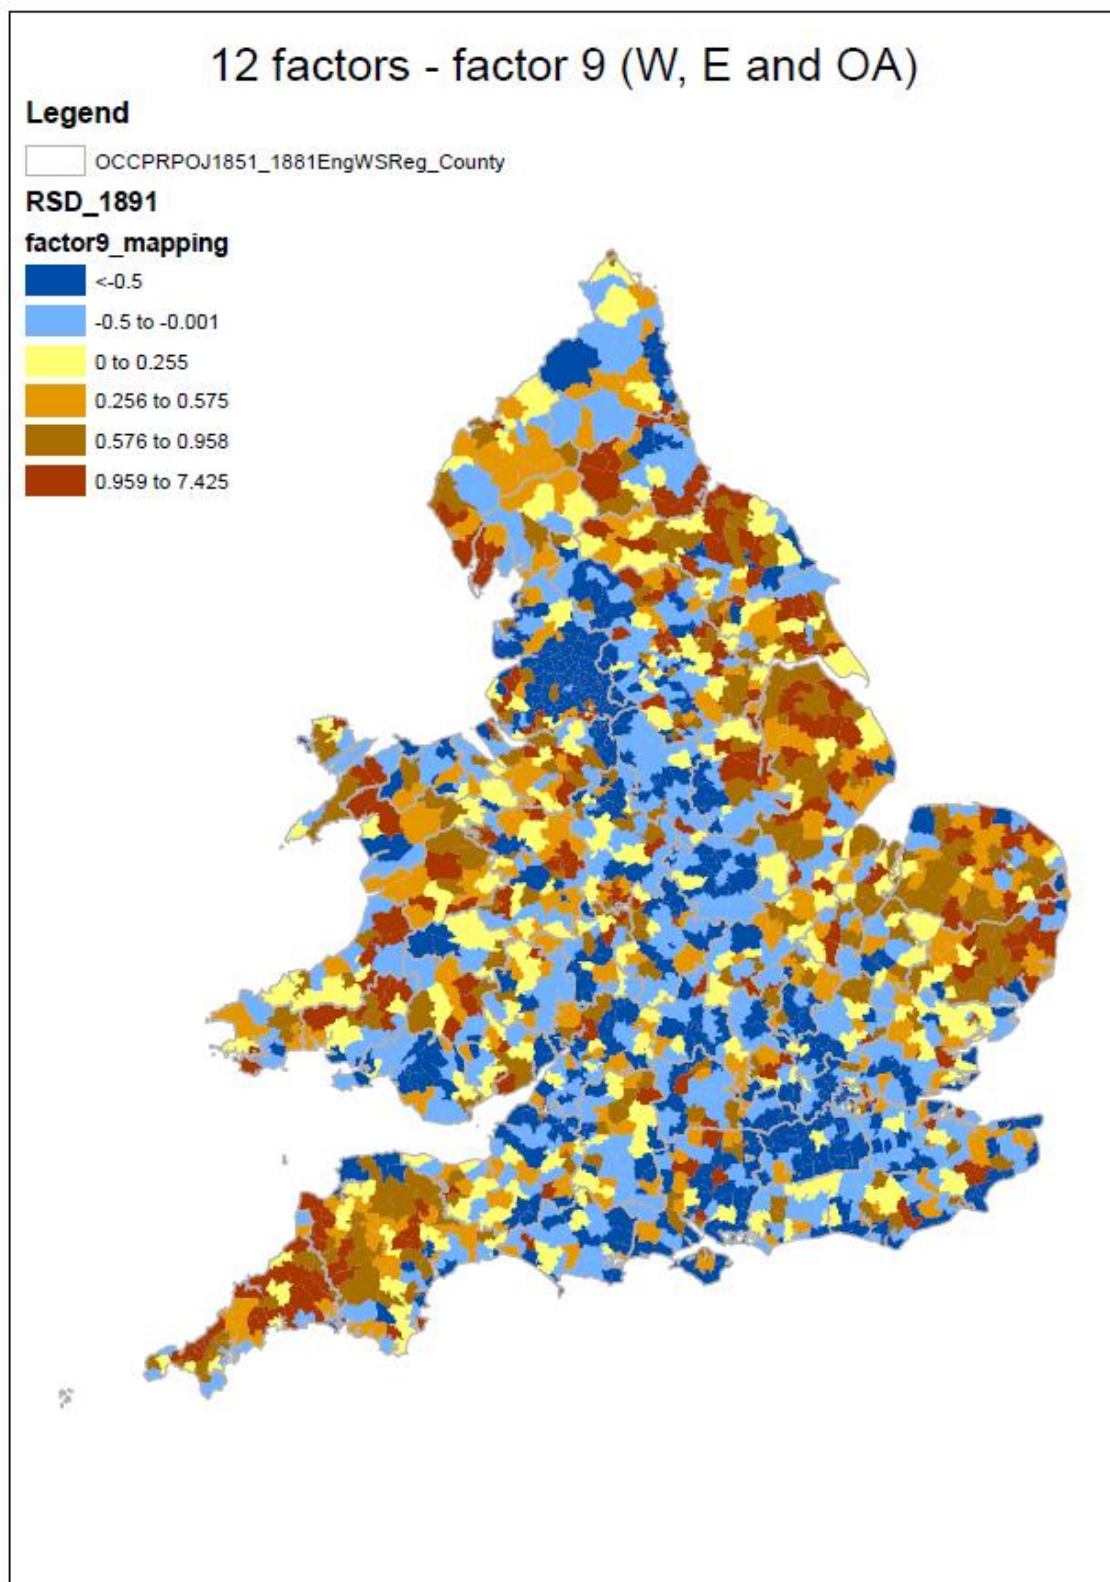 12 factors - factor 9 (W, E and OA)
Legend
OCCPRPOJ1851_1881EngWSReg_County
RSD_1891
factor9_mapping
<-0.5
-0.5 to -0.001
0 to 0.255
0.256 to 0.575
0.576 to 0.958
0.959 to 7.425